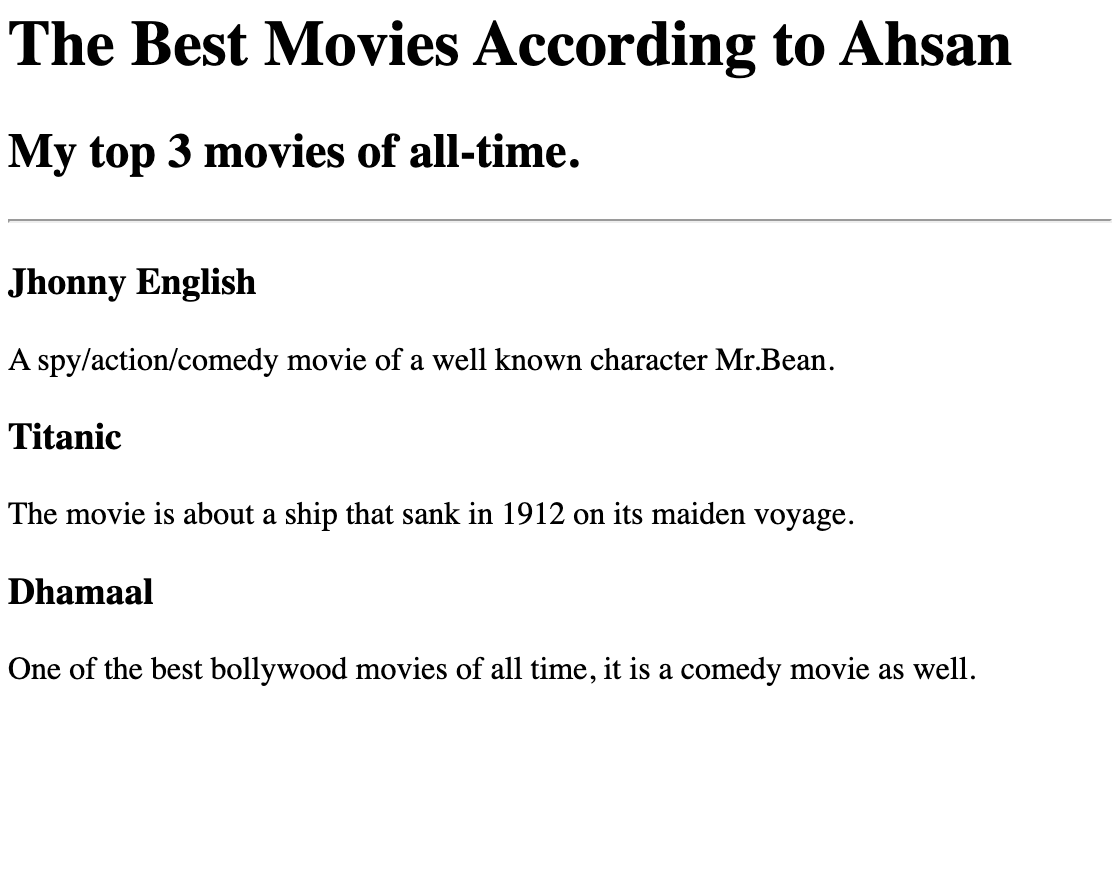 The Best Movies According to Ahsan
My top 3 movies of all-time.
Jhonny English
A spy/action/comedy movie of a well known character Mr.Bean.
Titanic
The movie is about a ship that sank in 1912 on its maiden voyage.
Dhamaal
One of the best bollywood movies of all time, it is a comedy movie as well.